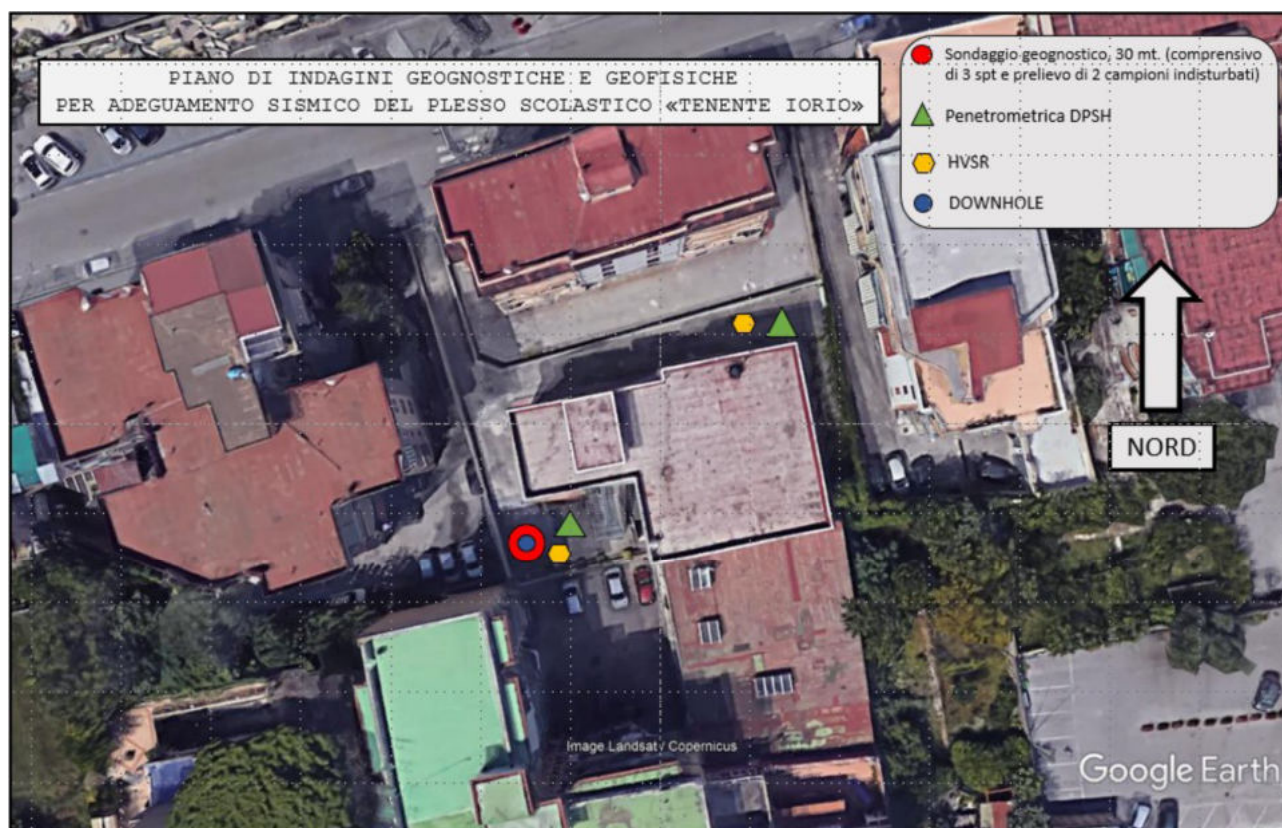 PIANO DI INDAGINI GEOGNOSTICHE E GEOFISICHE
PER ADEGUAMENTO SISMICO DEL PLESSO SCOLASTICO «TENENTE IORIO»
Sondaggio geognostico, 30 mt. (comprensivo
di 3 spt e prelievo di 2 campioni indisturbati)
Penetrometrica DPSH
HVSR
DOWNHOLE
NORD
Image Landsat / Copernicus
Google Earth